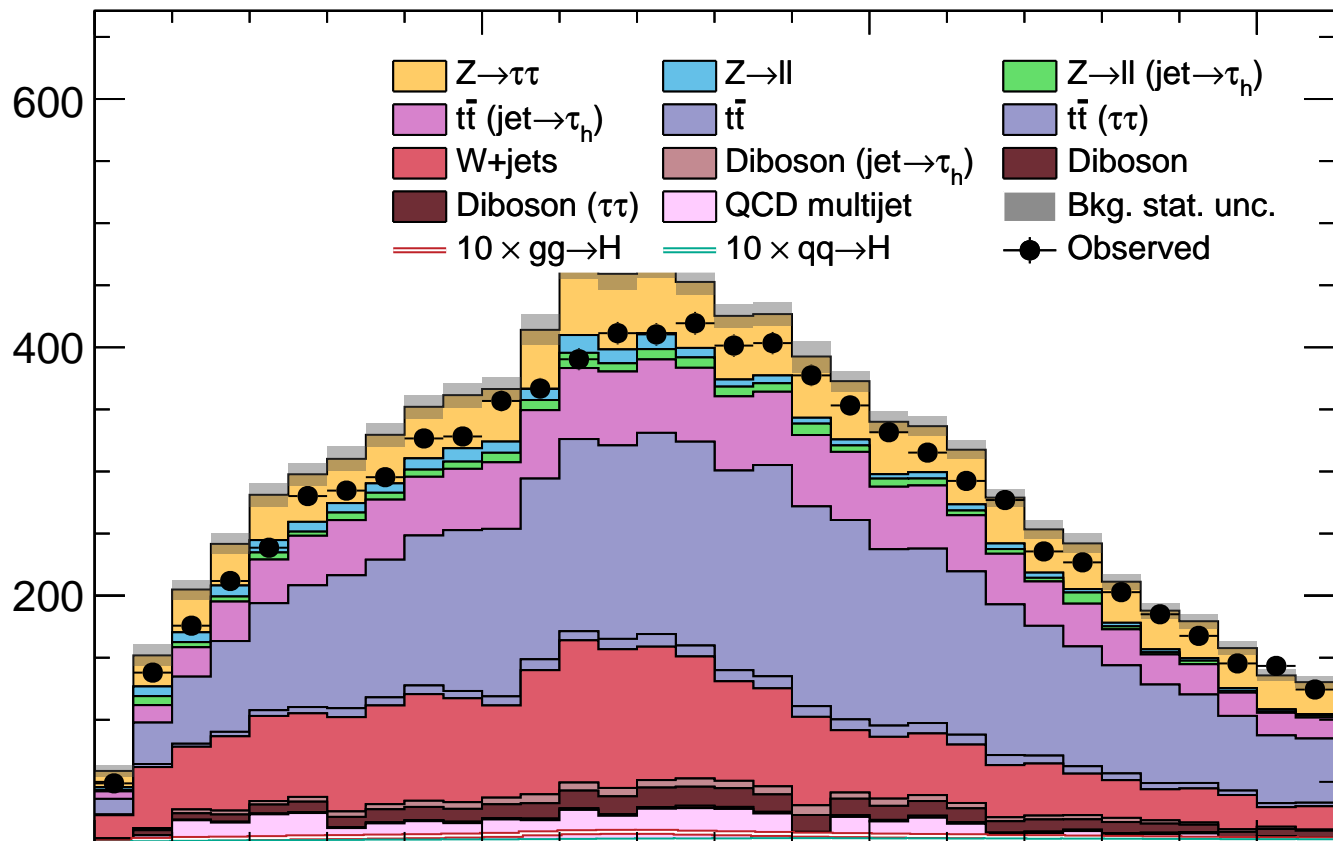 600
400
200
Z→ττ Z→ll Z→ll (jet→τh)
tt̄ (jet→τh) tt̄ tt̄ (ττ)
W+jets Diboson (jet→τh) Diboson
Diboson (ττ) QCD multijet Bkg. stat. unc.
10 × gg→H 10 × qq→H Observed